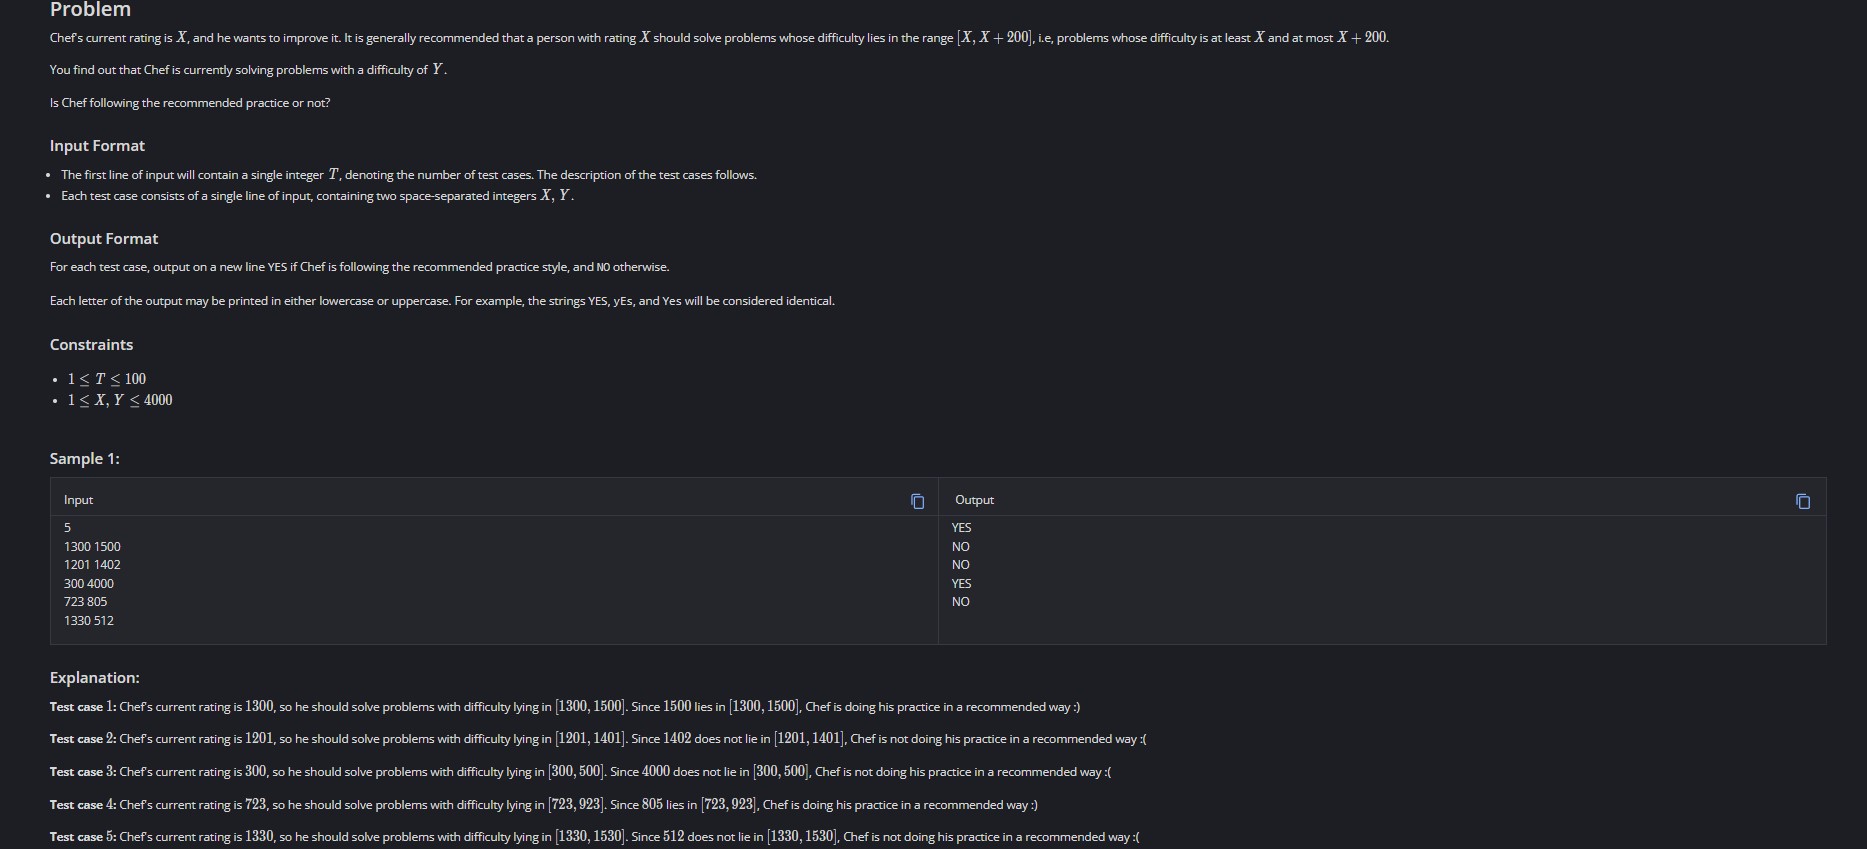 Problem
Chef's current rating is X, and he wants to improve it. It is generally recommended that a person with rating X should solve problems whose difficulty lies in the range [X, X + 200], i.e, problems whose difficulty is at least X and at most X + 200.
You find out that Chef is currently solving problems with a difficulty of Y.
Is Chef following the recommended practice or not?
Input Format
• The first line of input will contain a single integer T, denoting the number of test cases. The description of the test cases follows.
• Each test case consists of a single line of input, containing two space-separated integers X, Y.
Output Format
For each test case, output on a new line YES if Chef is following the recommended practice style, and NO otherwise.
Each letter of the output may be printed in either lowercase or uppercase. For example, the strings YES, yEs, and Yes will be considered identical.
Constraints
• 1 ≤ T ≤ 100
• 1 ≤ X, Y ≤ 4000
Sample 1:
Input
Output
5
1300 1500
1201 1402
300 4000
723 805
1330 512
YES
NO
NO
YES
NO
Explanation:
Test case 1: Chef's current rating is 1300, so he should solve problems with difficulty lying in [1300, 1500]. Since 1500 lies in [1300, 1500], Chef is doing his practice in a recommended way :)
Test case 2: Chef's current rating is 1201, so he should solve problems with difficulty lying in [1201, 1401]. Since 1402 does not lie in [1201, 1401], Chef is not doing his practice in a recommended way :(
Test case 3: Chef's current rating is 300, so he should solve problems with difficulty lying in [300, 500]. Since 4000 does not lie in [300, 500], Chef is not doing his practice in a recommended way :(
Test case 4: Chef's current rating is 723, so he should solve problems with difficulty lying in [723, 923]. Since 805 lies in [723, 923], Chef is doing his practice in a recommended way :)
Test case 5: Chef's current rating is 1330, so he should solve problems with difficulty lying in [1330, 1530]. Since 512 does not lie in [1330, 1530], Chef is not doing his practice in a recommended way :(